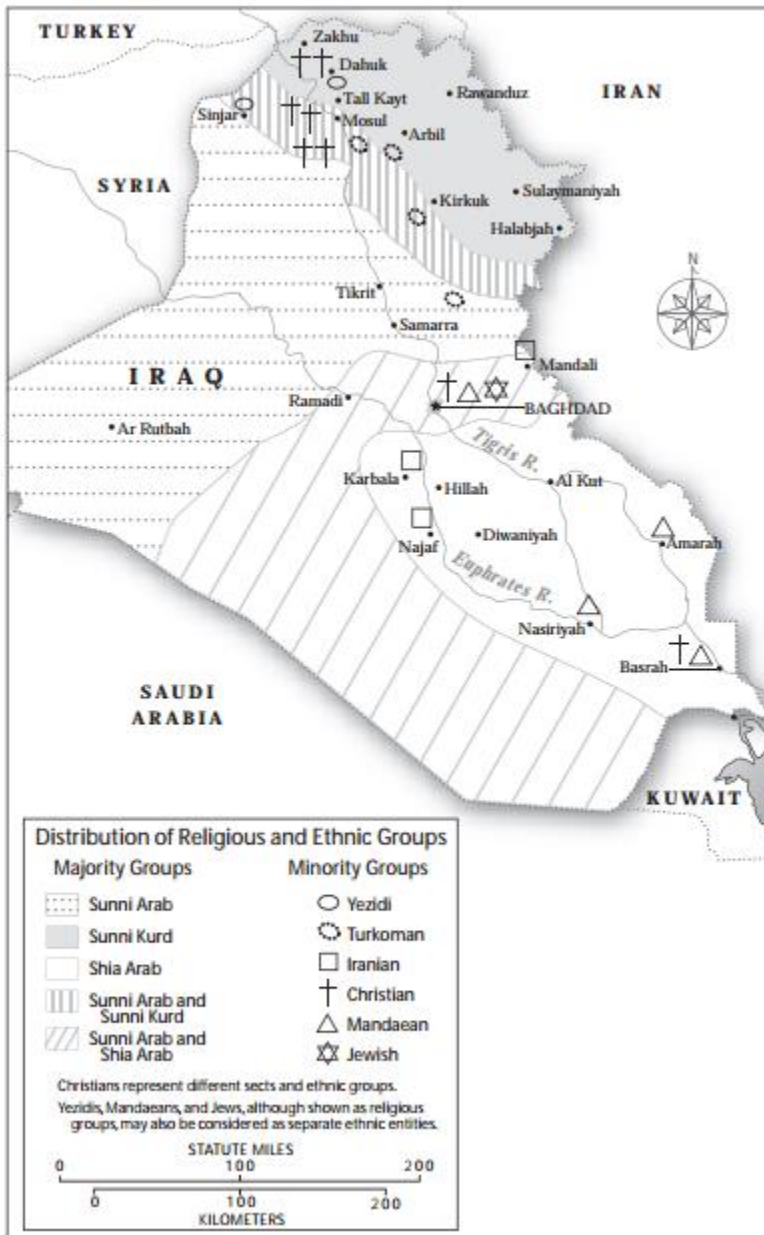 TURKEY
Zakhu
Dahuk
Tall Kayt
Rawanduz
IRAN
Sinjar
Mosul
Arbil
SYRIA
Sulaymaniyah
Kirkuk
Halabjah
N
Tikrit
Samarra
IRAQ
Mandali
Ramadi
BAGHDAD
Ar Rutbah
Tigris R.
Karbala
Hillah
Al Kut
Najaf
Diwaniyah
Amarah
Euphrates R.
Nasiriyah
Basrah
SAUDI
ARABIA
KUWAIT
Distribution of Religious and Ethnic Groups
Majority Groups
Minority Groups
Sunni Arab
Yezidi
Sunni Kurd
Turkoman
Shia Arab
Iranian
Sunni Arab and
Sunni Kurd
Christian
Sunni Arab and
Shia Arab
Mandaean
Jewish
Christians represent different sects and ethnic groups.
Yezidis, Mandaeans, and Jews, although shown as religious
groups, may also be considered as separate ethnic entities.
STATUTE MILES
0 100 200
0 100 200
KILOMETERS